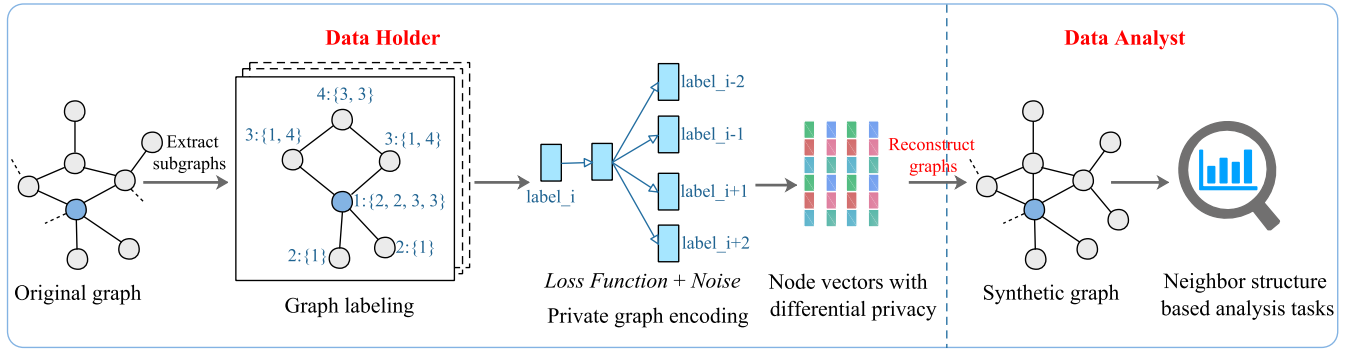 Data Holder
Data Analyst
Extract
subgraphs
Original graph
4:{3, 3}
3:{1, 4}
3:{1, 4}
1:{2, 2, 3, 3}
2:{1}
2:{1}
Graph labeling
label_i
label_i-2
label_i-1
label_i+1
label_i+2
Loss Function + Noise
Private graph encoding
Node vectors with
differential privacy
Reconstruct
graphs
Synthetic graph
Neighbor structure
based analysis tasks